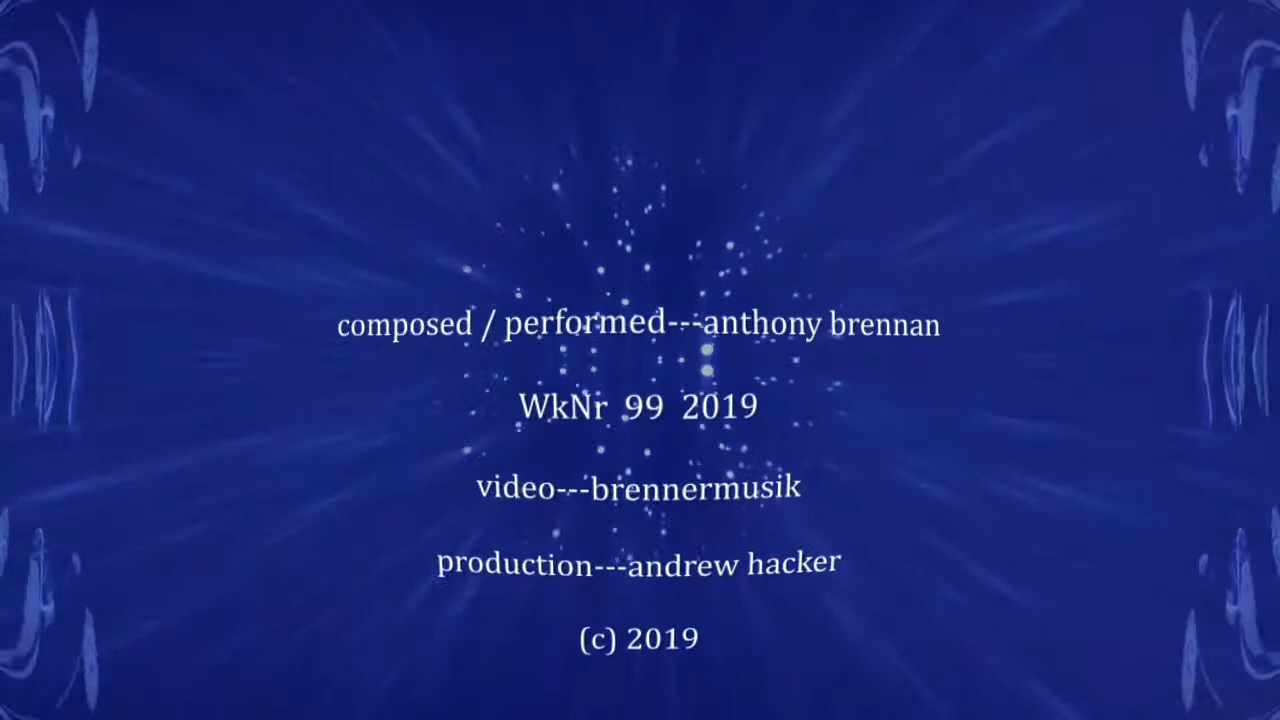 composed / performed---anthony brennan
WkNr 99 2019
video---brennermusik
production---andrew hacker
(c) 2019